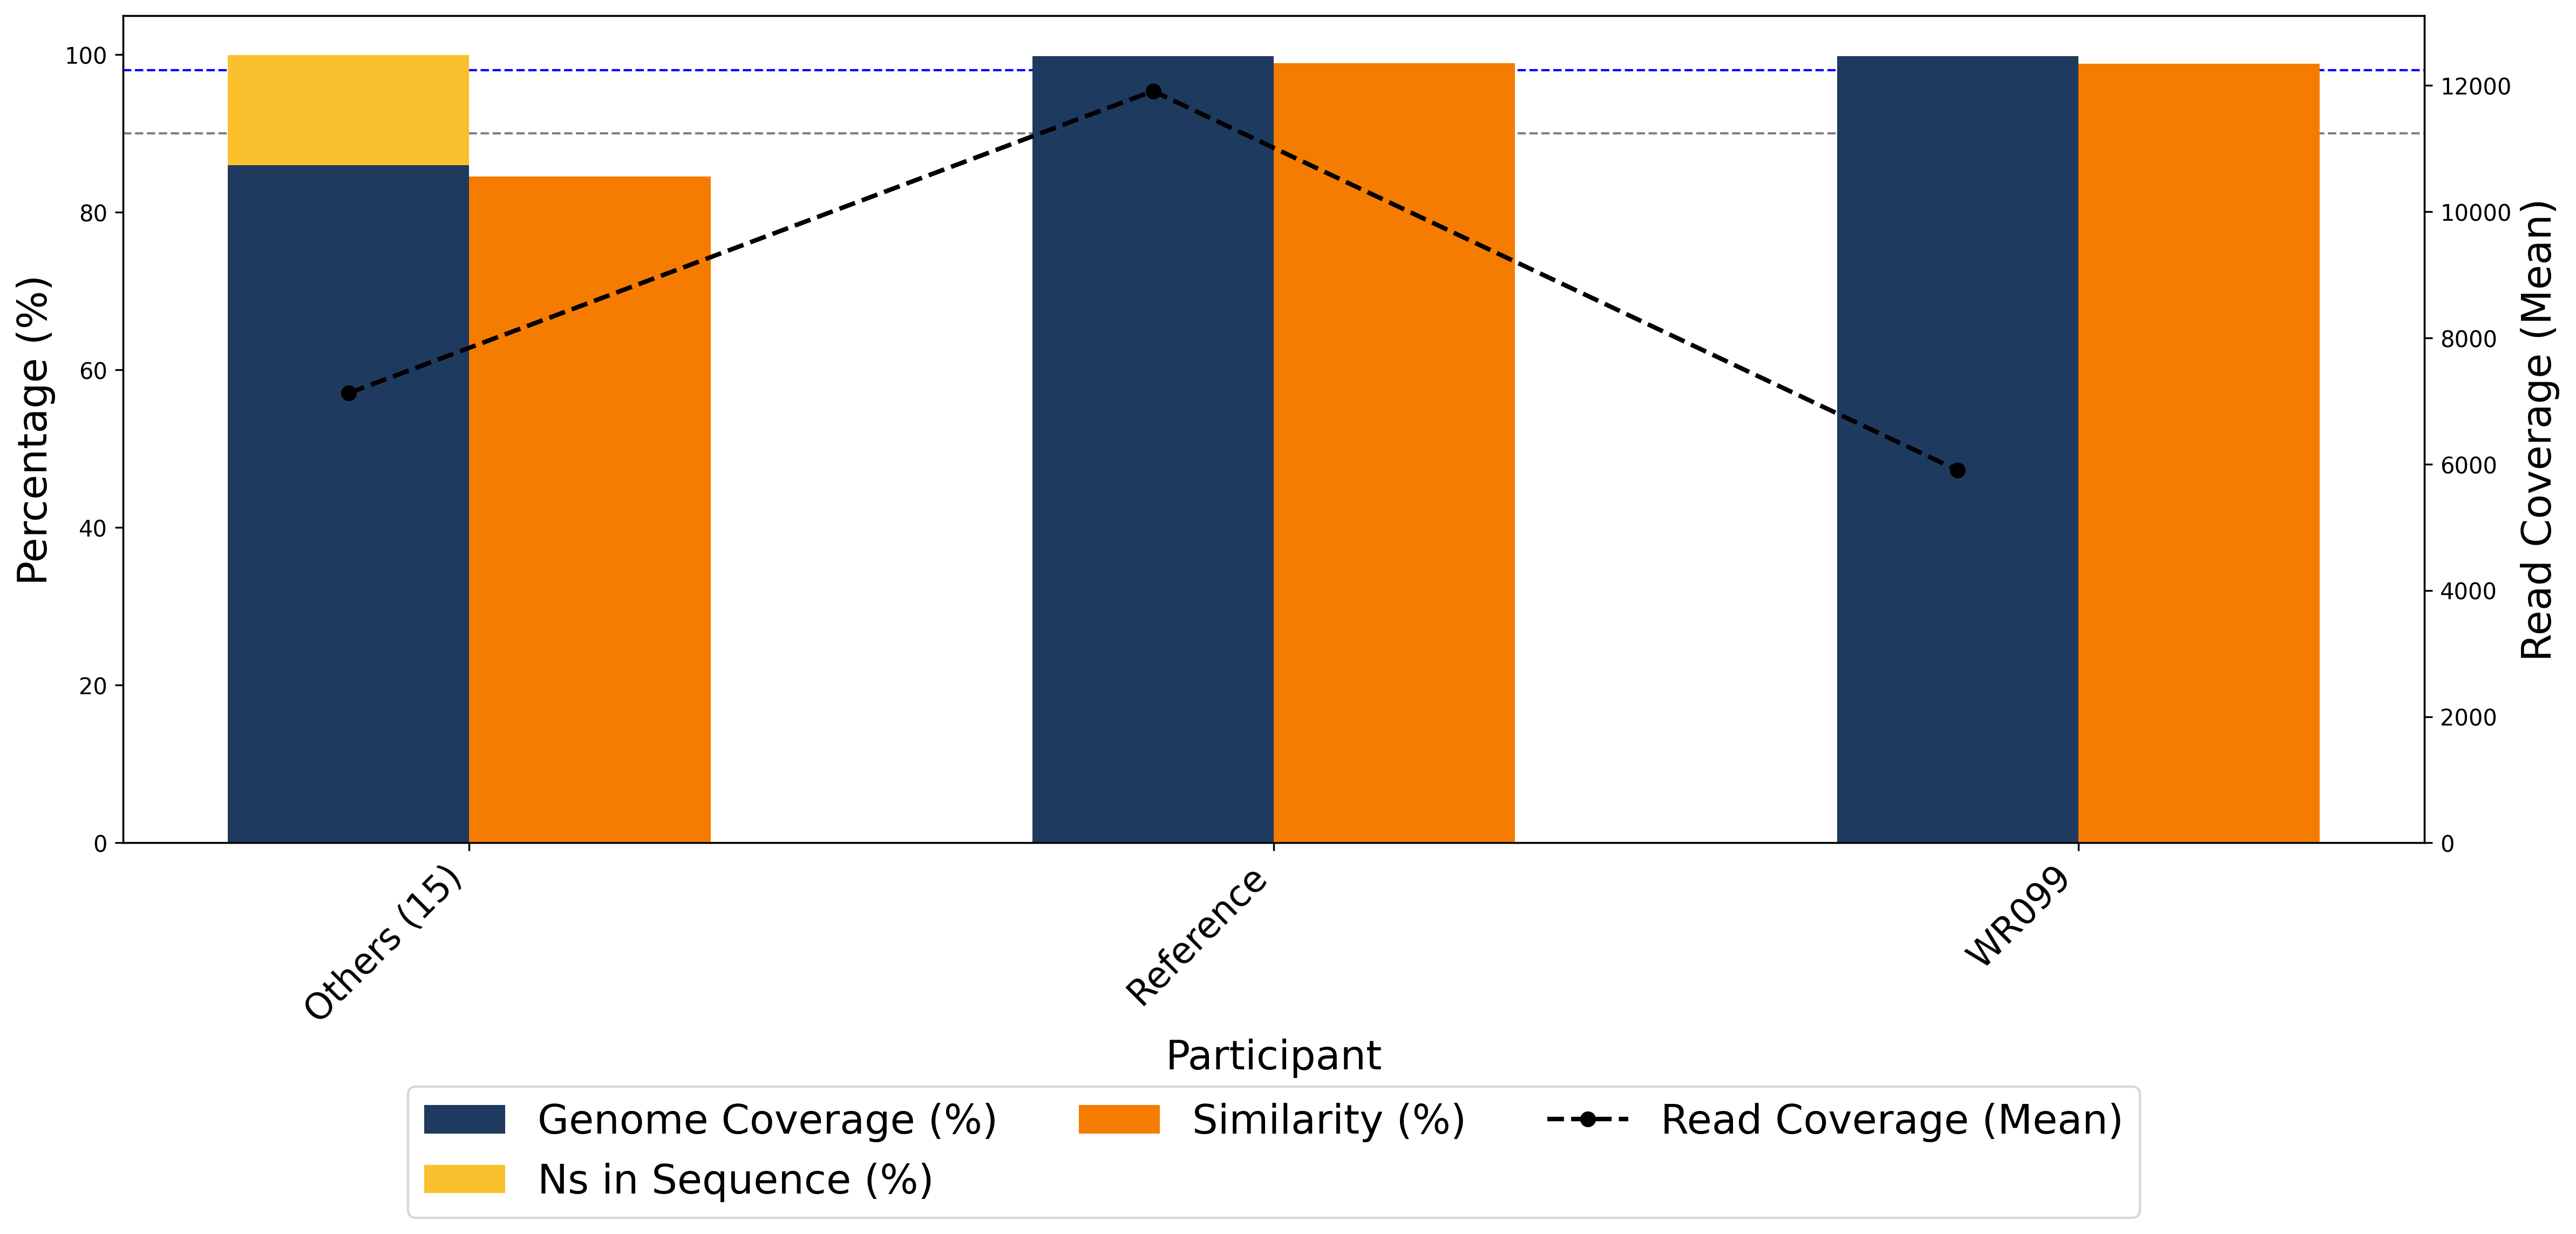 Percentage (%)
100
80
60
40
20
0
12000
10000
8000
6000
4000
2000
0
Read Coverage (Mean)
Others (15)
Reference
WR099
Participant
Genome Coverage (%)
Ns in Sequence (%)
Similarity (%)
Read Coverage (Mean)